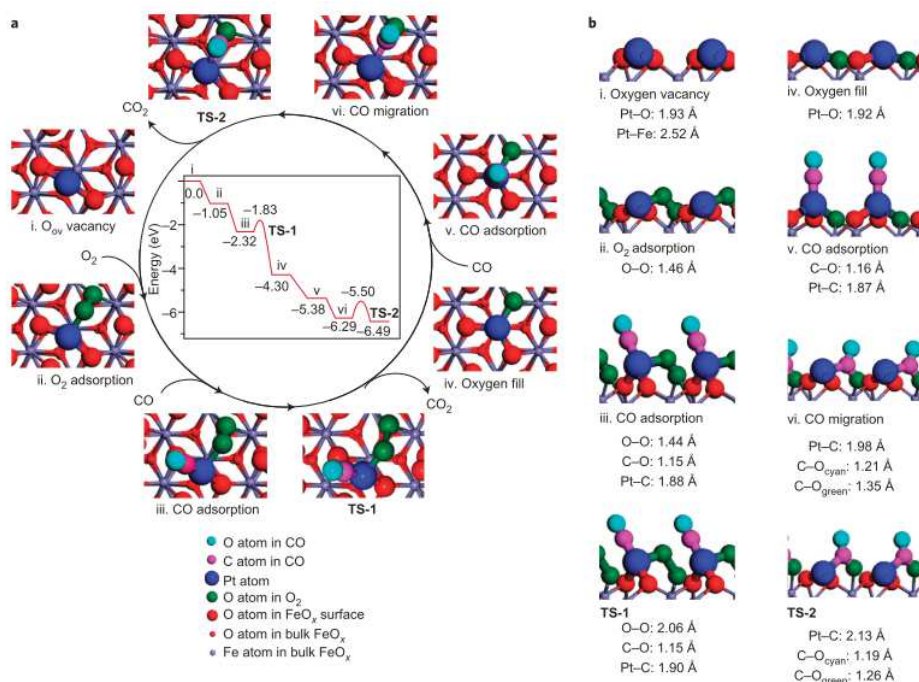 a
TS-2
vi. CO migration
CO₂
i. Oₒᵥ vacancy
O₂
v. CO adsorption
CO
ii. O₂ adsorption
iv. Oxygen fill
CO
CO₂
iii. CO adsorption
TS-1
Energy (eV)
−2
−4
−6
i
0.0
ii
−1.05
−1.83
iii
−2.32
TS-1
iv
−4.30
v
−5.38
−5.50
vi
−6.29
TS-2
−6.49
O atom in CO
C atom in CO
Pt atom
O atom in O₂
O atom in FeOₓ surface
O atom in bulk FeOₓ
Fe atom in bulk FeOₓ
b
i. Oxygen vacancy
Pt–O: 1.93 Å
Pt–Fe: 2.52 Å
iv. Oxygen fill
Pt–O: 1.92 Å
ii. O₂ adsorption
O–O: 1.46 Å
v. CO adsorption
C–O: 1.16 Å
Pt–C: 1.87 Å
iii. CO adsorption
O–O: 1.44 Å
C–O: 1.15 Å
Pt–C: 1.88 Å
vi. CO migration
Pt–C: 1.98 Å
C–Ocyan: 1.21 Å
C–Ogreen: 1.35 Å
TS-1
O–O: 2.06 Å
C–O: 1.15 Å
Pt–C: 1.90 Å
TS-2
Pt–C: 2.13 Å
C–Ocyan: 1.19 Å
C–Ogreen: 1.26 Å